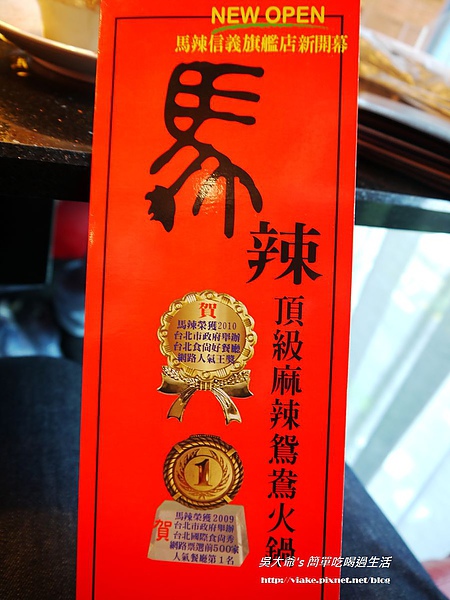 NEW OPEN
馬辣信義旗艦店新開幕
馬
辣
頂級麻辣鴛鴦火鍋
賀
馬辣榮獲2010
台北市政府舉辦
台北食尚好餐廳
網路人氣王獎
1
賀
馬辣榮獲2009
台北市政府舉辦
台北國際食尚秀
網路票選前500家
人氣餐廳第1名
吳大爺's 簡單吃喝過生活
http://viake.pixnet.net/blog